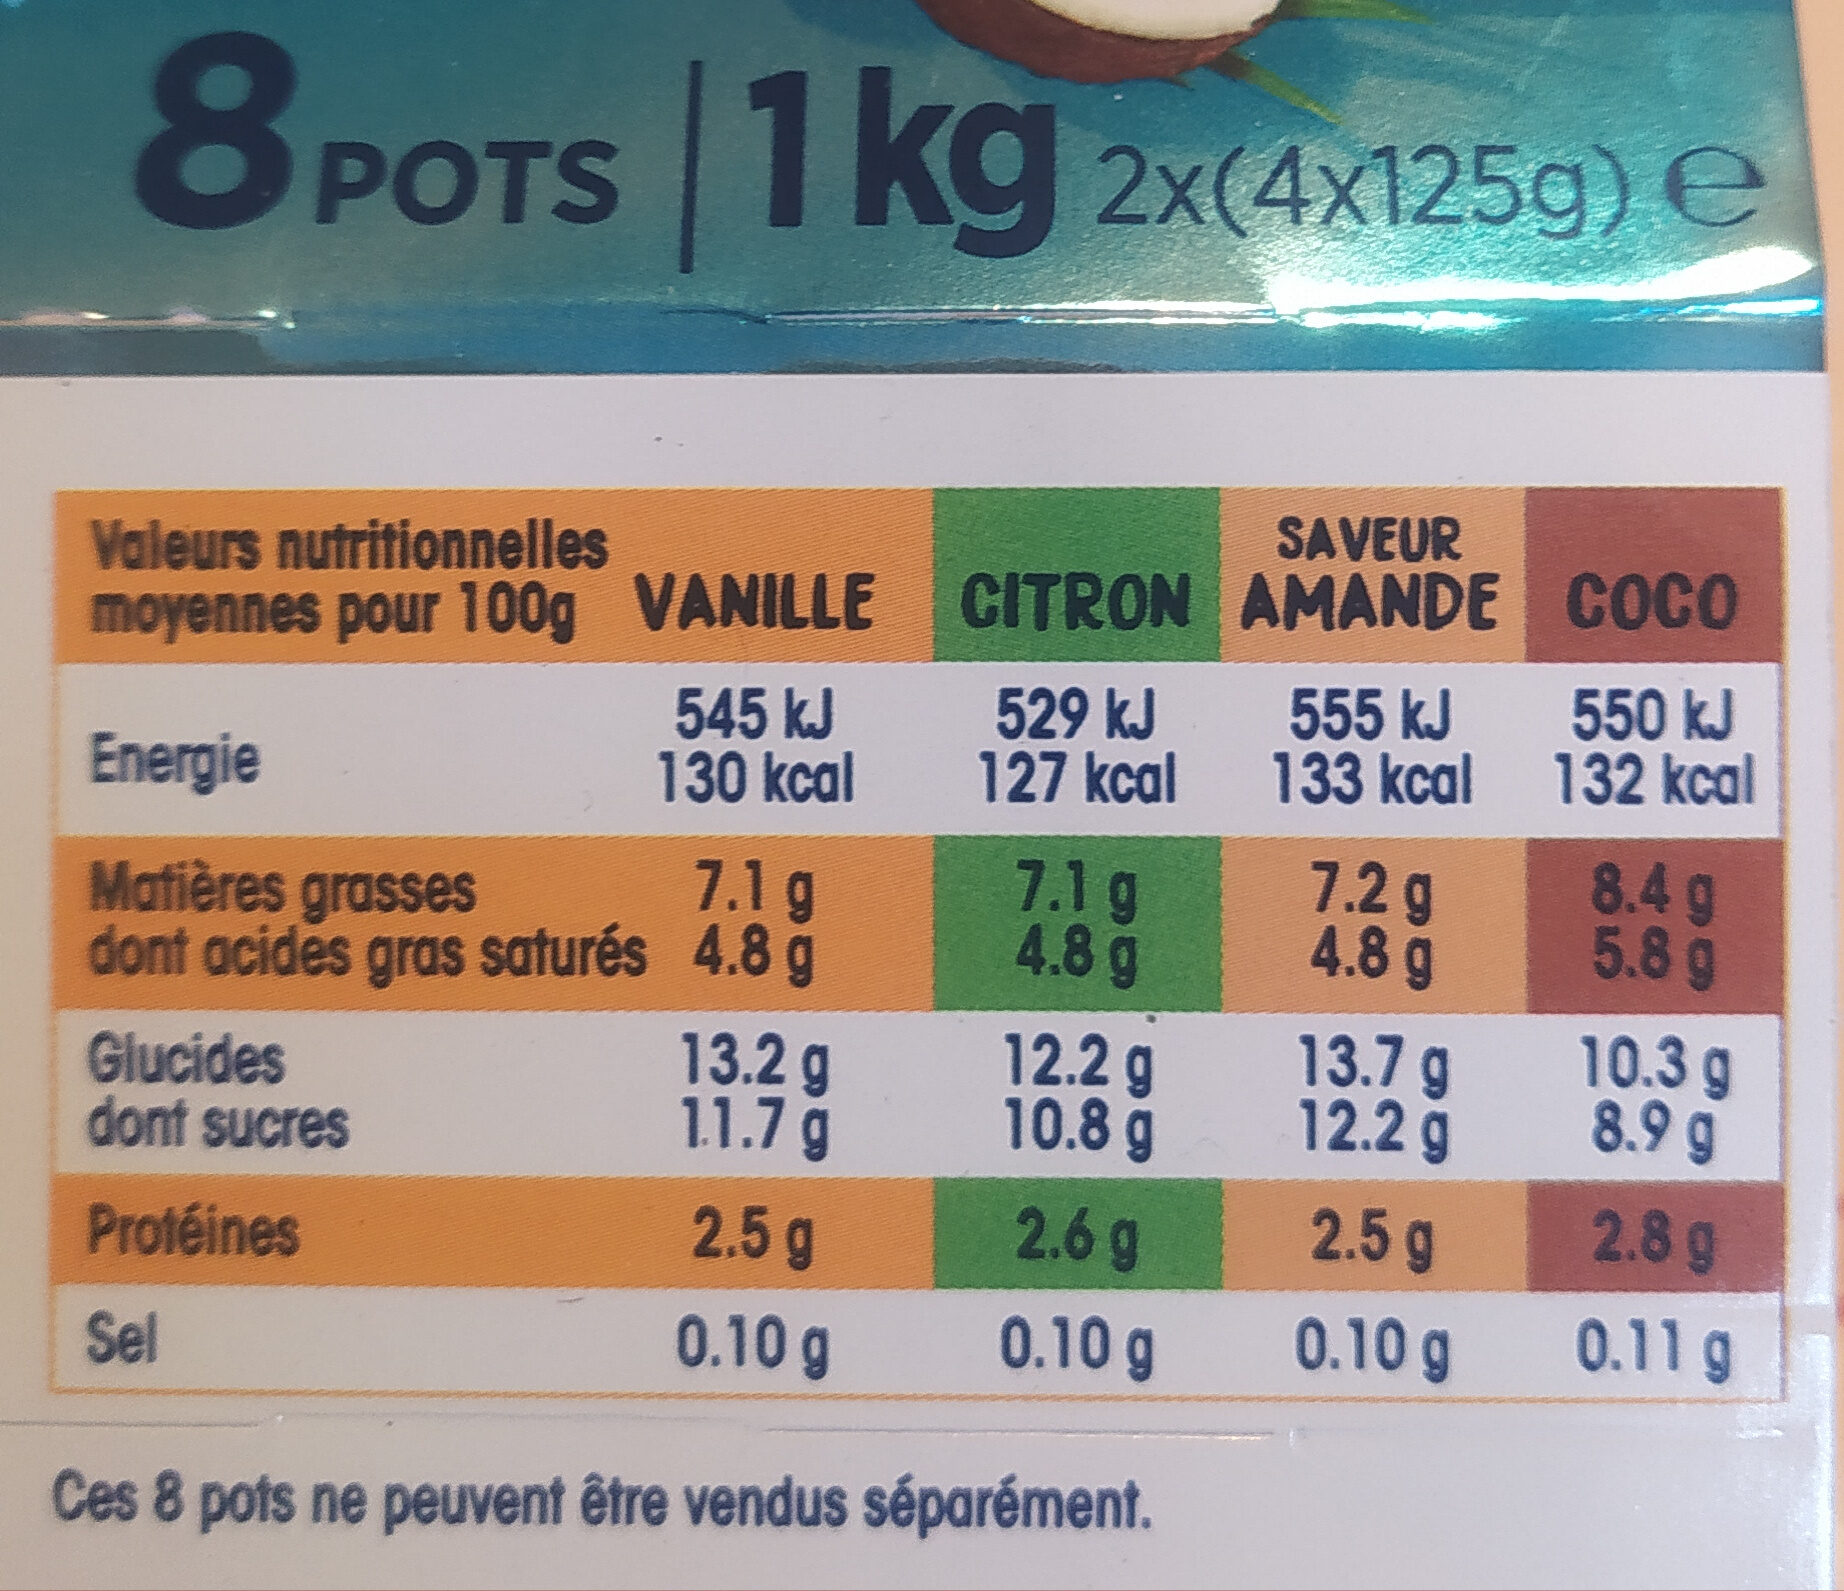 8 POTS | 1 kg 2x(4x125g) e
Valeurs nutritionnelles
moyennes pour 100g VANILLE CITRON SAVEUR AMANDE COCO
545 kJ 529 kJ 555 kJ 550 kJ
Energie
130 kcal 127 kcal 133 kcal 132 kcal
Matières grasses 7.1 g 7.1 g 7.2 g 8.4 g
dont acides gras saturés 4.8 g 4.8 g 4.8 g 5.8 g
Glucides 13.2 g 12.2 g 13.7 g 10.3 g
dont sucres 11.7 g 10.8 g 12.2 g 8.9 g
Protéines 2.5 g 2.6 g 2.5 g 2.8 g
Sel 0.10 g 0.10 g 0.10 g 0.11 g
Ces 8 pots ne peuvent être vendus séparément.